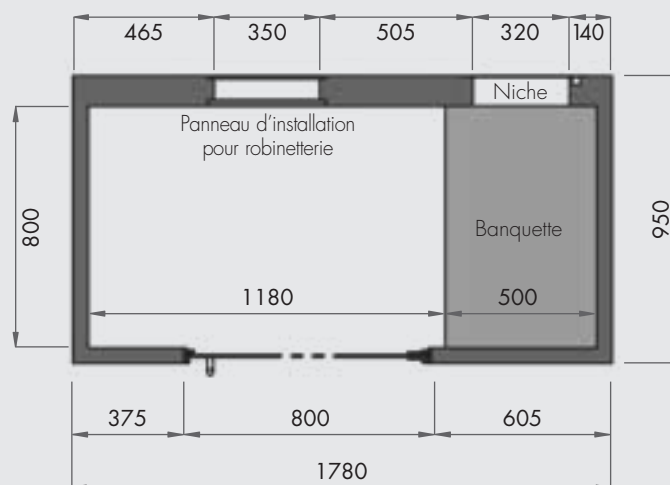 465 350 505 320 140
Niche
Panneau d'installation
pour robinetterie
800
950
Banquette
1180 500
375 800 605
1780